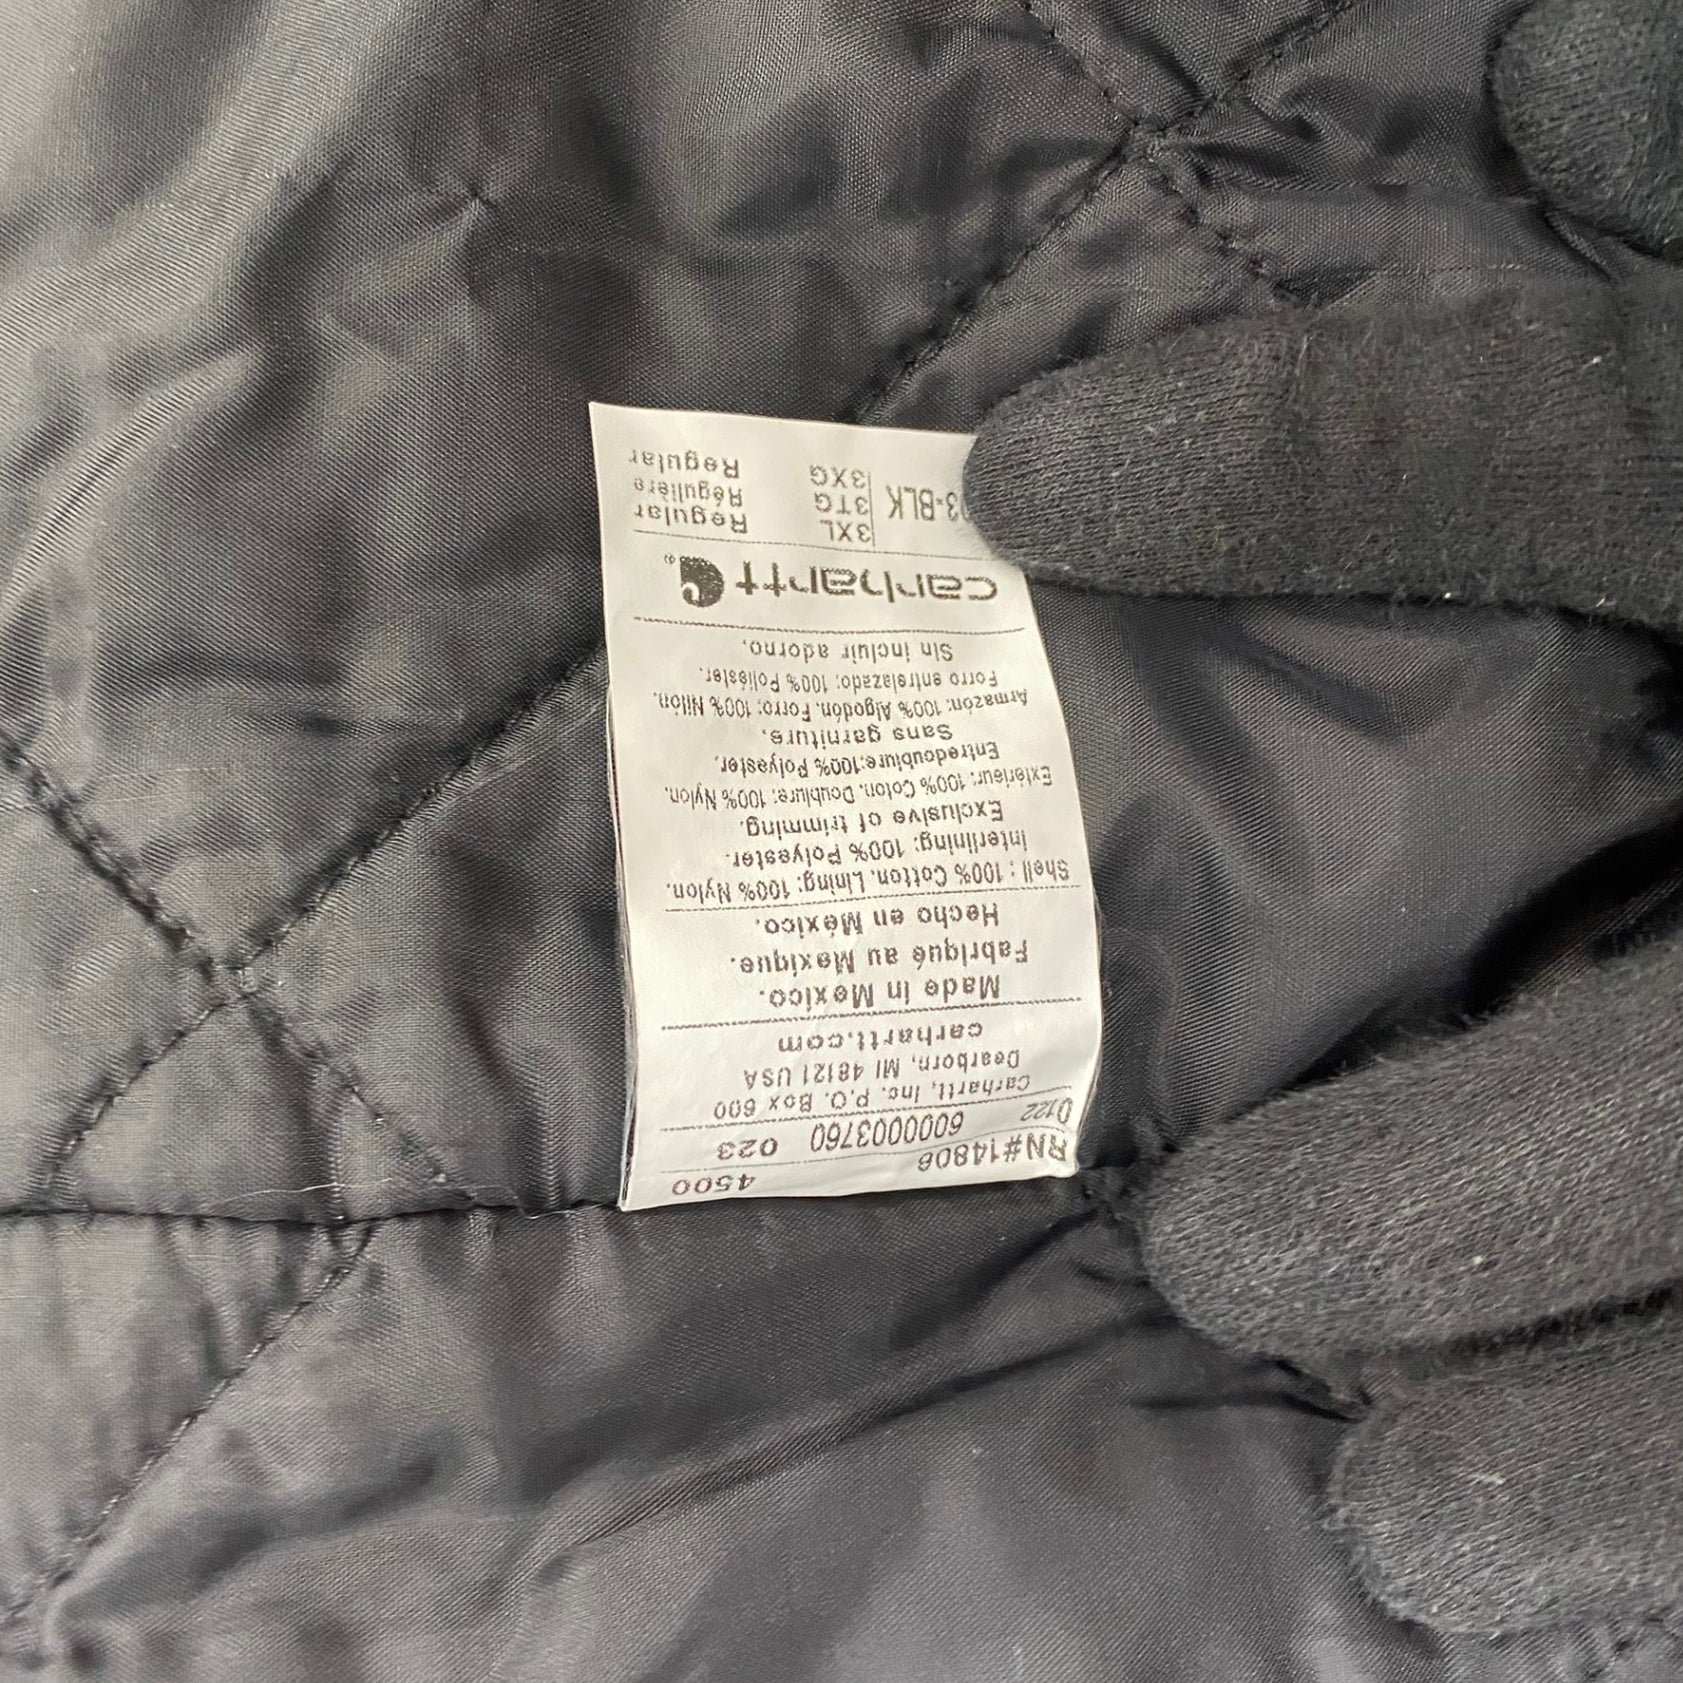 4500
RN#14806
0122 600003760 023
Carhartt, Inc. P.O. Box 600
Dearborn, MI 48121 USA
carhartt.com
Made in Mexico.
Fabriqué au Mexique.
Hecho en México.
Shell : 100% Cotton. Lining: 100% Nylon.
Interlining: 100% Polyester.
Exclusive of trimming.
Extérieur: 100% Coton. Doublure: 100% Nylon.
Entredoublure:100% Polyester.
Sans garniture.
Armazón: 100% Algodón. Forro: 100% Nilón.
Forro entrelazado: 100% Poliéster.
Sin incluir adorno.
carhartt
3XL Regular
03-BLK 3TG Régulière
3XG Regular